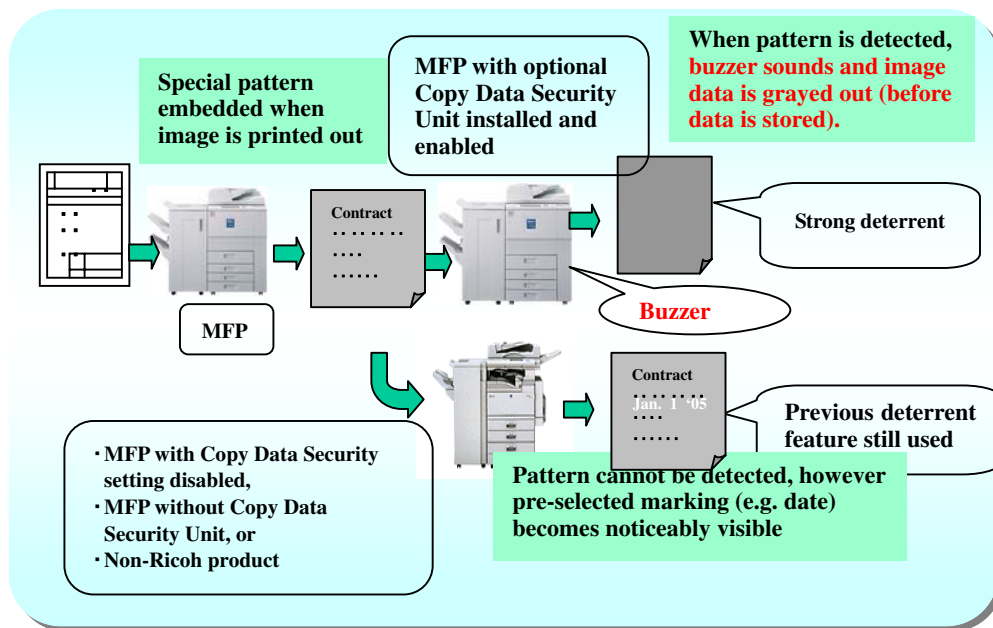 Special pattern
embedded when
image is printed out
MFP with optional
Copy Data Security
Unit installed and
enabled
When pattern is detected,
buzzer sounds and image
data is grayed out (before
data is stored).
Contract
Strong deterrent
MFP
Buzzer
Contract
Jan. 1 ‘05
Previous deterrent
feature still used
・MFP with Copy Data Security
setting disabled,
・MFP without Copy Data
Security Unit, or
・Non-Ricoh product
Pattern cannot be detected, however
pre-selected marking (e.g. date)
becomes noticeably visible